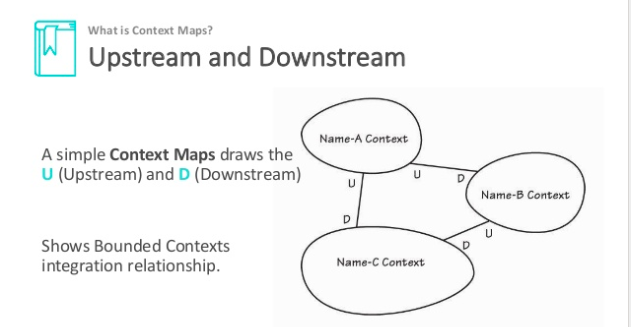 What is Context Maps?
Upstream and Downstream
A simple Context Maps draws the
U (Upstream) and D (Downstream)
Shows Bounded Contexts
integration relationship.
Name-A Context
U
D
U
D
Name-B Context
U
D
Name-C Context